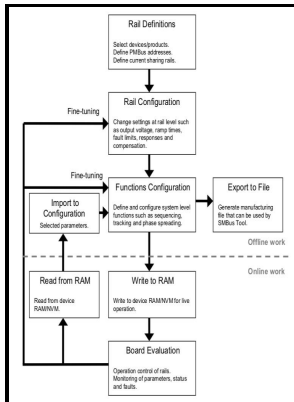 Rail Definitions
Select devices/products.
Define PMBus addresses.
Define current sharing rails.
Fine-tuning
Rail Configuration
Change settings at rail level such
as output voltage, ramp times,
fault limits, responses and
compensation.
Fine-tuning
Import to
Configuration
Selected parameters.
Functions Configuration
Define and configure system level
functions such as sequencing,
tracking and phase spreading.
Export to File
Generate manufacturing
file that can be used by
SMBus Tool.
Offline work
Online work
Read from RAM
Read from device
RAM/NVM.
Write to RAM
Write to device RAM/NVM for live
operation.
Board Evaluation
Operation control of rails.
Monitoring of parameters, status
and faults.